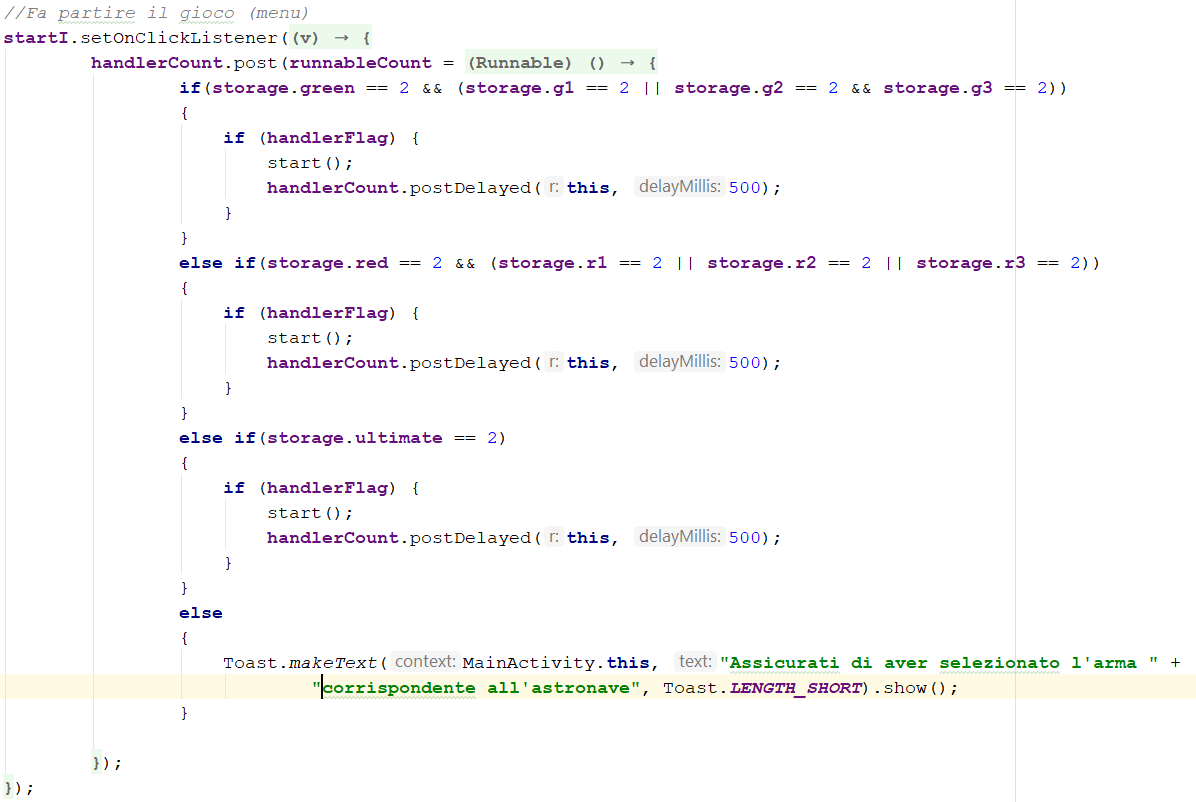 //Fa partire il gioco (menu)
startI.setOnClickListener((v) → {
handlerCount.post(runnableCount = (Runnable) () → {
if(storage.green == 2 && (storage.g1 == 2 || storage.g2 == 2 && storage.g3 == 2))
{
if (handlerFlag) {
start();
handlerCount.postDelayed( r: this, delayMillis: 500);
}
}
else if(storage.red == 2 && (storage.r1 == 2 || storage.r2 == 2 || storage.r3 == 2))
{
if (handlerFlag) {
start();
handlerCount.postDelayed( r: this, delayMillis: 500);
}
}
else if(storage.ultimate == 2)
{
if (handlerFlag) {
start();
handlerCount.postDelayed( r: this, delayMillis: 500);
}
}
else
{
Toast.makeText( context: MainActivity.this, text: "Assicurati di aver selezionato l'arma " +
"corrispondente all'astronave", Toast.LENGTH_SHORT).show();
}
});
});